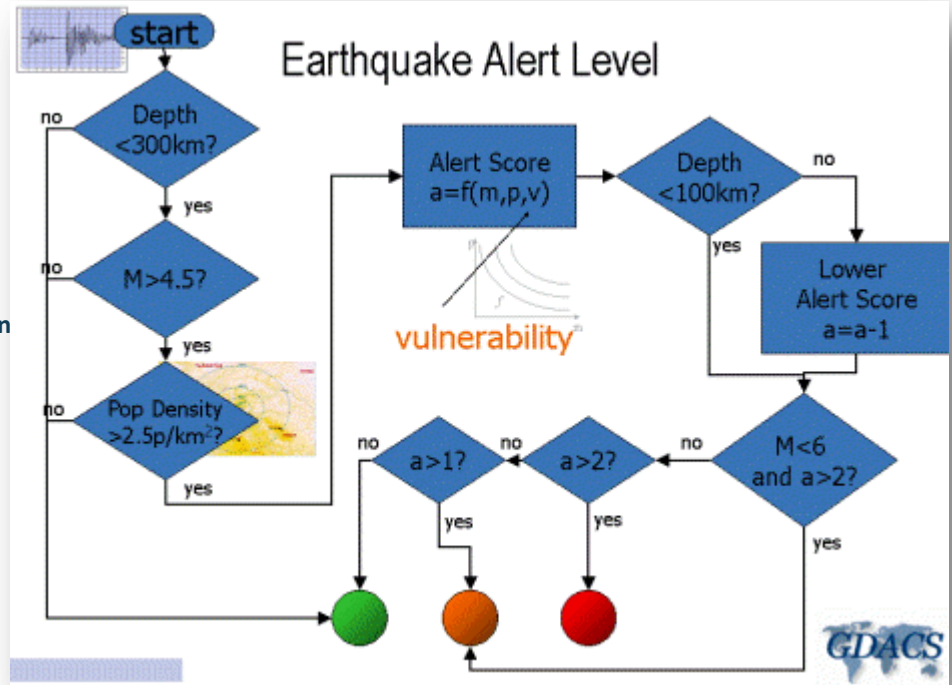 start
Earthquake Alert Level
no
Depth
<300km?
yes
no
M>4.5?
yes
no
Pop Density
>2.5p/km²?
yes
Alert Score
a=f(m,p,v)
f
vulnerability
Depth
<100km?
no
yes
Lower
Alert Score
a=a-1
M<6
and a>2?
no
yes
a>2?
no
yes
a>1?
no
yes
GDACS
n